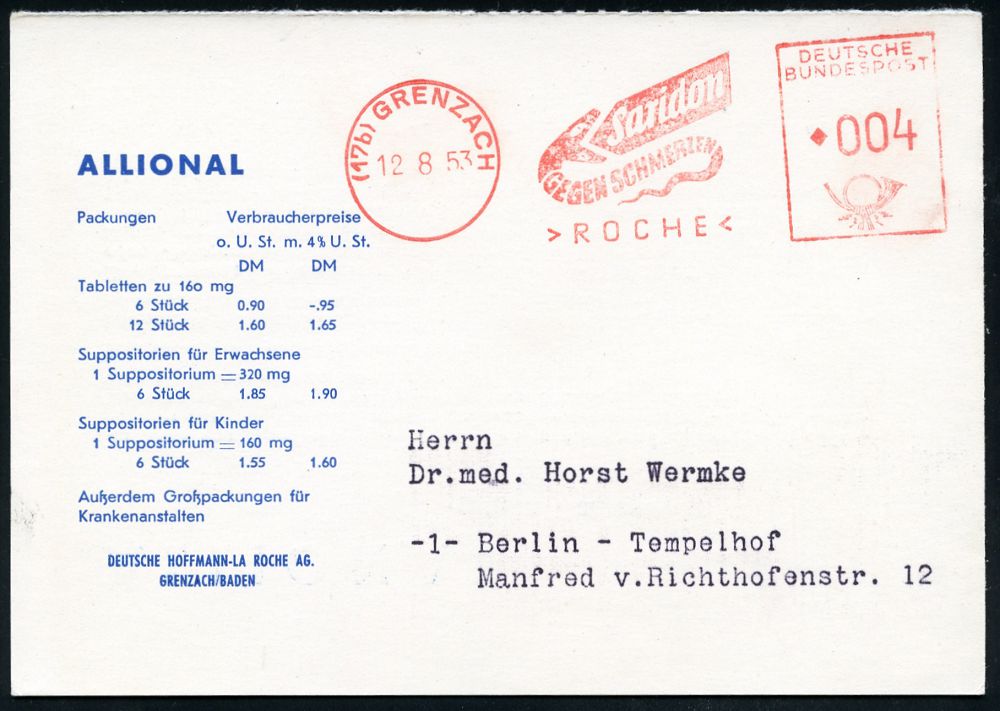 (17b) GRENZACH
12 8 53
Saridon
GEGEN SCHMERZEN
>ROCHE<
DEUTSCHE
BUNDESPOST
004
ALLIONAL
Packungen Verbraucherpreise
o. U. St. m. 4% U. St.
DM DM
Tabletten zu 160 mg
6 Stück 0.90 -.95
12 Stück 1.60 1.65
Suppositorien für Erwachsene
1 Suppositorium = 320 mg
6 Stück 1.85 1.90
Suppositorien für Kinder
1 Suppositorium = 160 mg
6 Stück 1.55 1.60
Außerdem Großpackungen für
Krankenanstalten
DEUTSCHE HOFFMANN-LA ROCHE AG.
GRENZACH/BADEN
Herrn
Dr.med. Horst Wermke
-1- Berlin - Tempelhof
Manfred v.Richthofenstr. 12